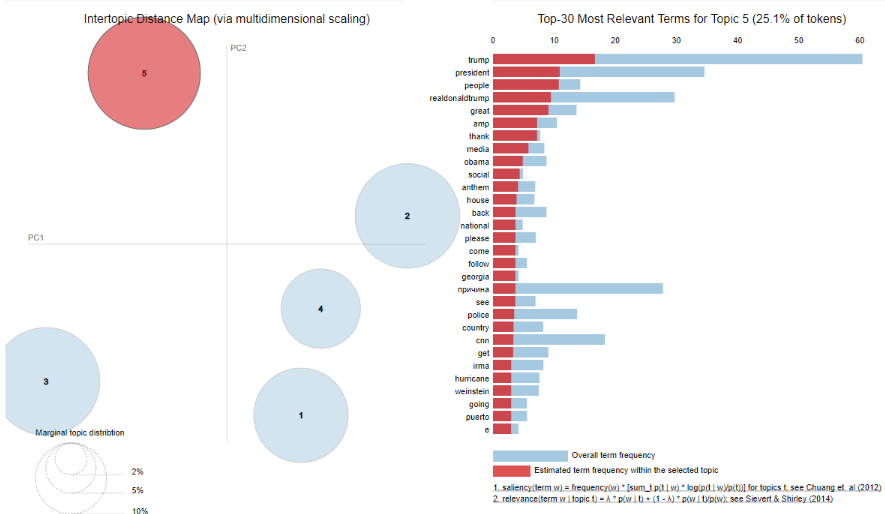 Intertopic Distance Map (via multidimensional scaling)
PC2
5
2
PC1
4
3
1
Marginal topic distribtion
2%
5%
10%
Top-30 Most Relevant Terms for Topic 5 (25.1% of tokens)
0 10 20 30 40 50 60
trump
president
people
realdonaldtrump
great
amp
thank
media
obama
social
anthem
house
back
national
please
come
follow
georgia
причина
see
police
country
cnn
get
irma
hurricane
weinstein
going
puerto
e
Overall term frequency
Estimated term frequency within the selected topic
1. saliency(term w) = frequency(w) * [sum_t p(t | w) * log(p(t | w)/p(t))] for topics t; see Chuang et. al (2012)
2. relevance(term w | topic t) = λ * p(w | t) + (1 - λ) * p(w | t)/p(w); see Sievert & Shirley (2014)